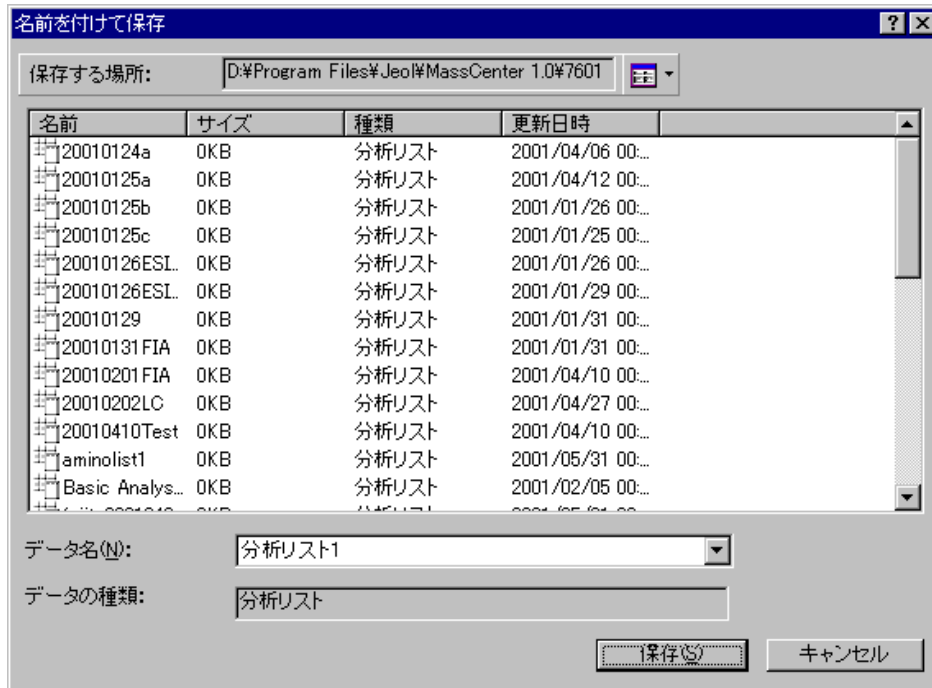 名前を付けて保存
保存する場所: D:¥Program Files¥Jeol¥MassCenter 1.0¥7601
名前 サイズ 種類 更新日時
20010124a 0KB 分析リスト 2001/04/06 00:...
20010125a 0KB 分析リスト 2001/04/12 00:...
20010125b 0KB 分析リスト 2001/01/26 00:...
20010125c 0KB 分析リスト 2001/01/25 00:...
20010126ESI... 0KB 分析リスト 2001/01/26 00:...
20010126ESI... 0KB 分析リスト 2001/01/29 00:...
20010129 0KB 分析リスト 2001/01/31 00:...
20010131FIA 0KB 分析リスト 2001/01/31 00:...
20010201FIA 0KB 分析リスト 2001/04/10 00:...
20010202LC 0KB 分析リスト 2001/04/27 00:...
20010410Test 0KB 分析リスト 2001/04/10 00:...
aminolist1 0KB 分析リスト 2001/05/31 00:...
Basic Analys... 0KB 分析リスト 2001/02/05 00:...
データ名(N): 分析リスト1
データの種類: 分析リスト
保存(S) キャンセル